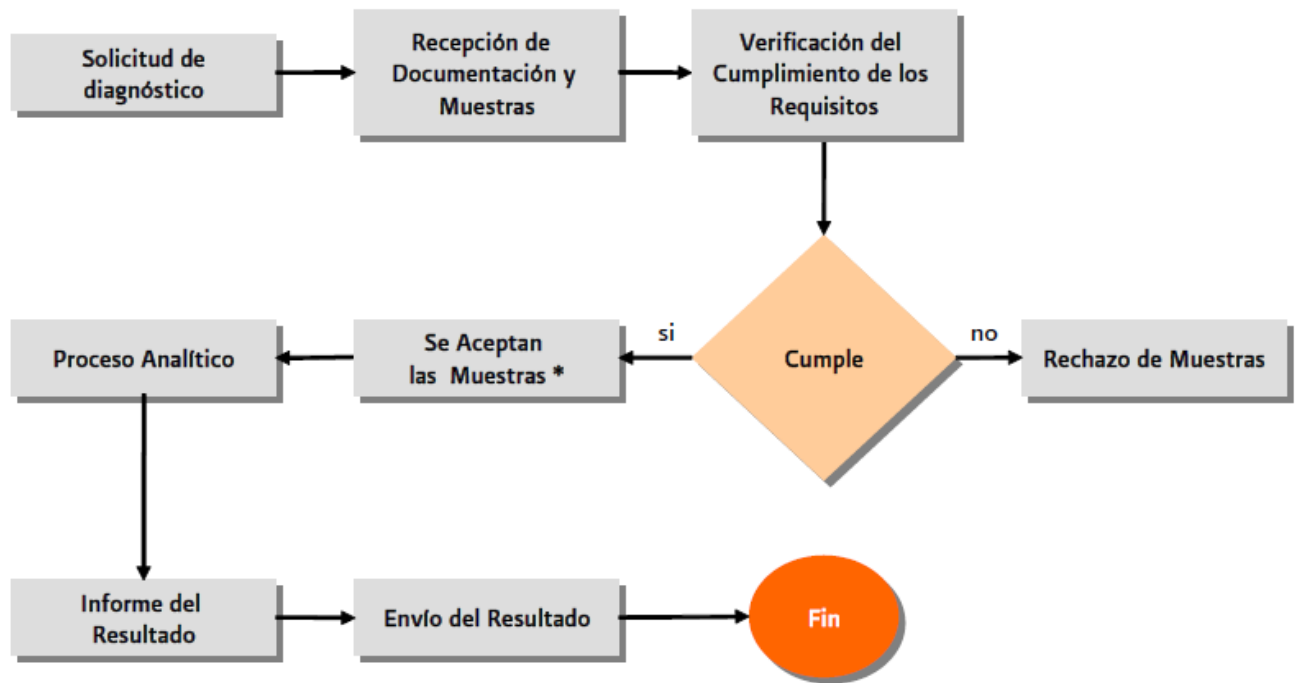 Solicitud de
diagnóstico
Recepción de
Documentación y
Muestras
Verificación del
Cumplimiento de los
Requisitos
Proceso Analítico
Se Aceptan
las Muestras *
si
Cumple
no
Rechazo de Muestras
Informe del
Resultado
Envío del Resultado
Fin